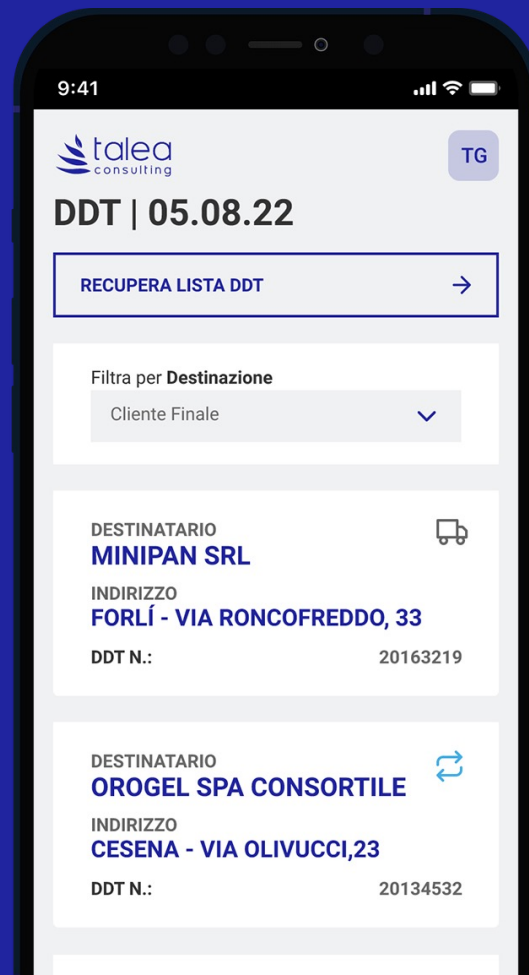 9:41
talea
consulting
TG
DDT | 05.08.22
RECUPERA LISTA DDT
Filtra per Destinazione
Cliente Finale
DESTINATARIO
MINIPAN SRL
INDIRIZZO
FORLÍ - VIA RONCOFREDDO, 33
DDT N.: 20163219
DESTINATARIO
OROGEL SPA CONSORTILE
INDIRIZZO
CESENA - VIA OLIVUCCI,23
DDT N.: 20134532